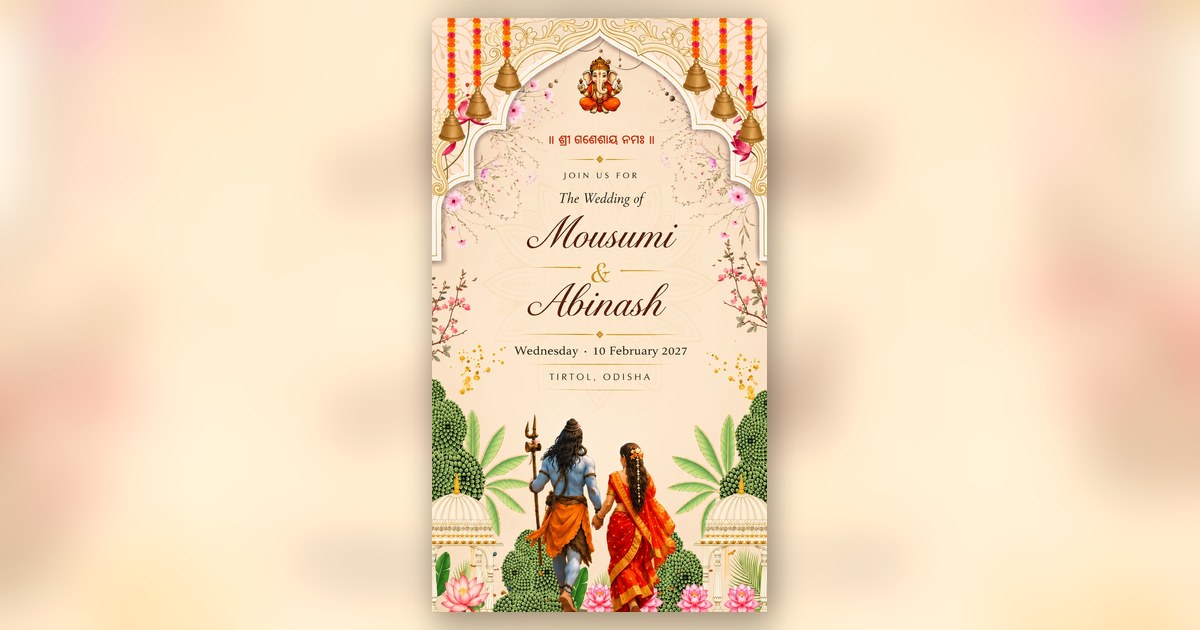 ॥ ଶ୍ରୀ ଗଣେଶାୟ ନମଃ ॥
JOIN US FOR
The Wedding of
Mousumi
&
Abinash
Wednesday · 10 February 2027
TIRTOL, ODISHA